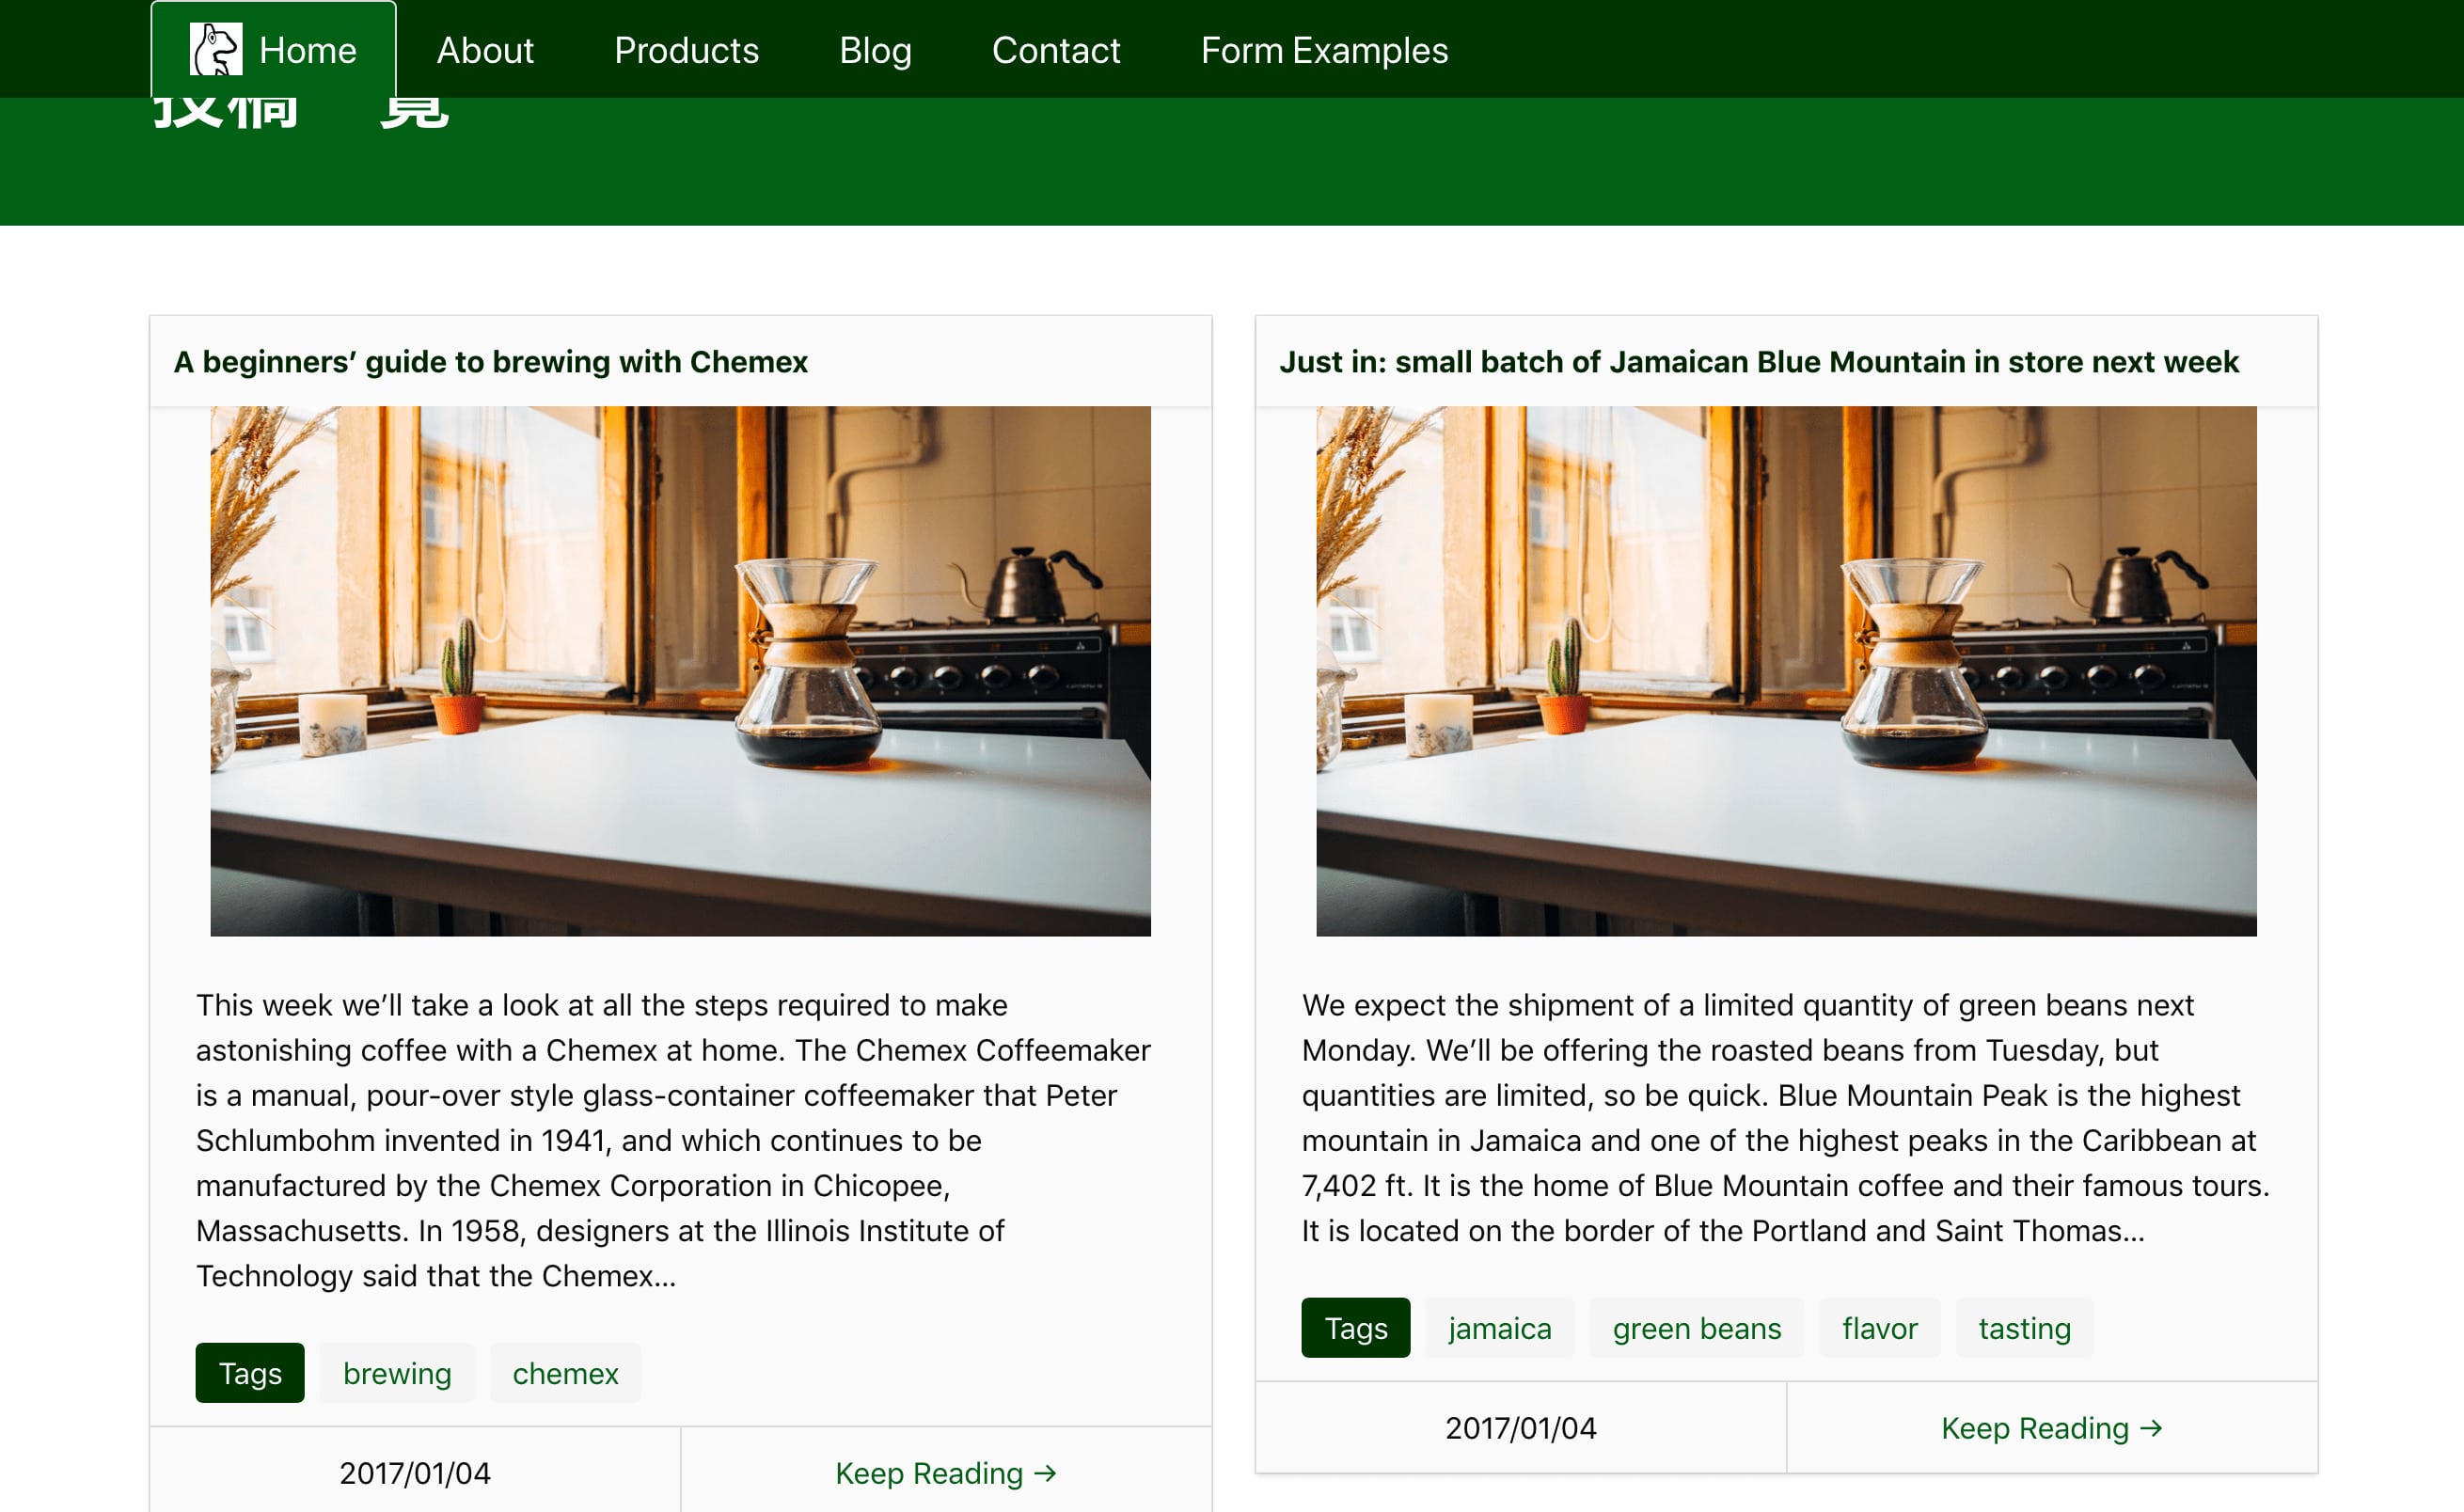 Home About Products Blog Contact Form Examples
投稿一覧
A beginners’ guide to brewing with Chemex
This week we’ll take a look at all the steps required to make
astonishing coffee with a Chemex at home. The Chemex Coffeemaker
is a manual, pour-over style glass-container coffeemaker that Peter
Schlumbohm invented in 1941, and which continues to be
manufactured by the Chemex Corporation in Chicopee,
Massachusetts. In 1958, designers at the Illinois Institute of
Technology said that the Chemex...
Tags brewing chemex
2017/01/04 Keep Reading →
Just in: small batch of Jamaican Blue Mountain in store next week
We expect the shipment of a limited quantity of green beans next
Monday. We’ll be offering the roasted beans from Tuesday, but
quantities are limited, so be quick. Blue Mountain Peak is the highest
mountain in Jamaica and one of the highest peaks in the Caribbean at
7,402 ft. It is the home of Blue Mountain coffee and their famous tours.
It is located on the border of the Portland and Saint Thomas...
Tags jamaica green beans flavor tasting
2017/01/04 Keep Reading →